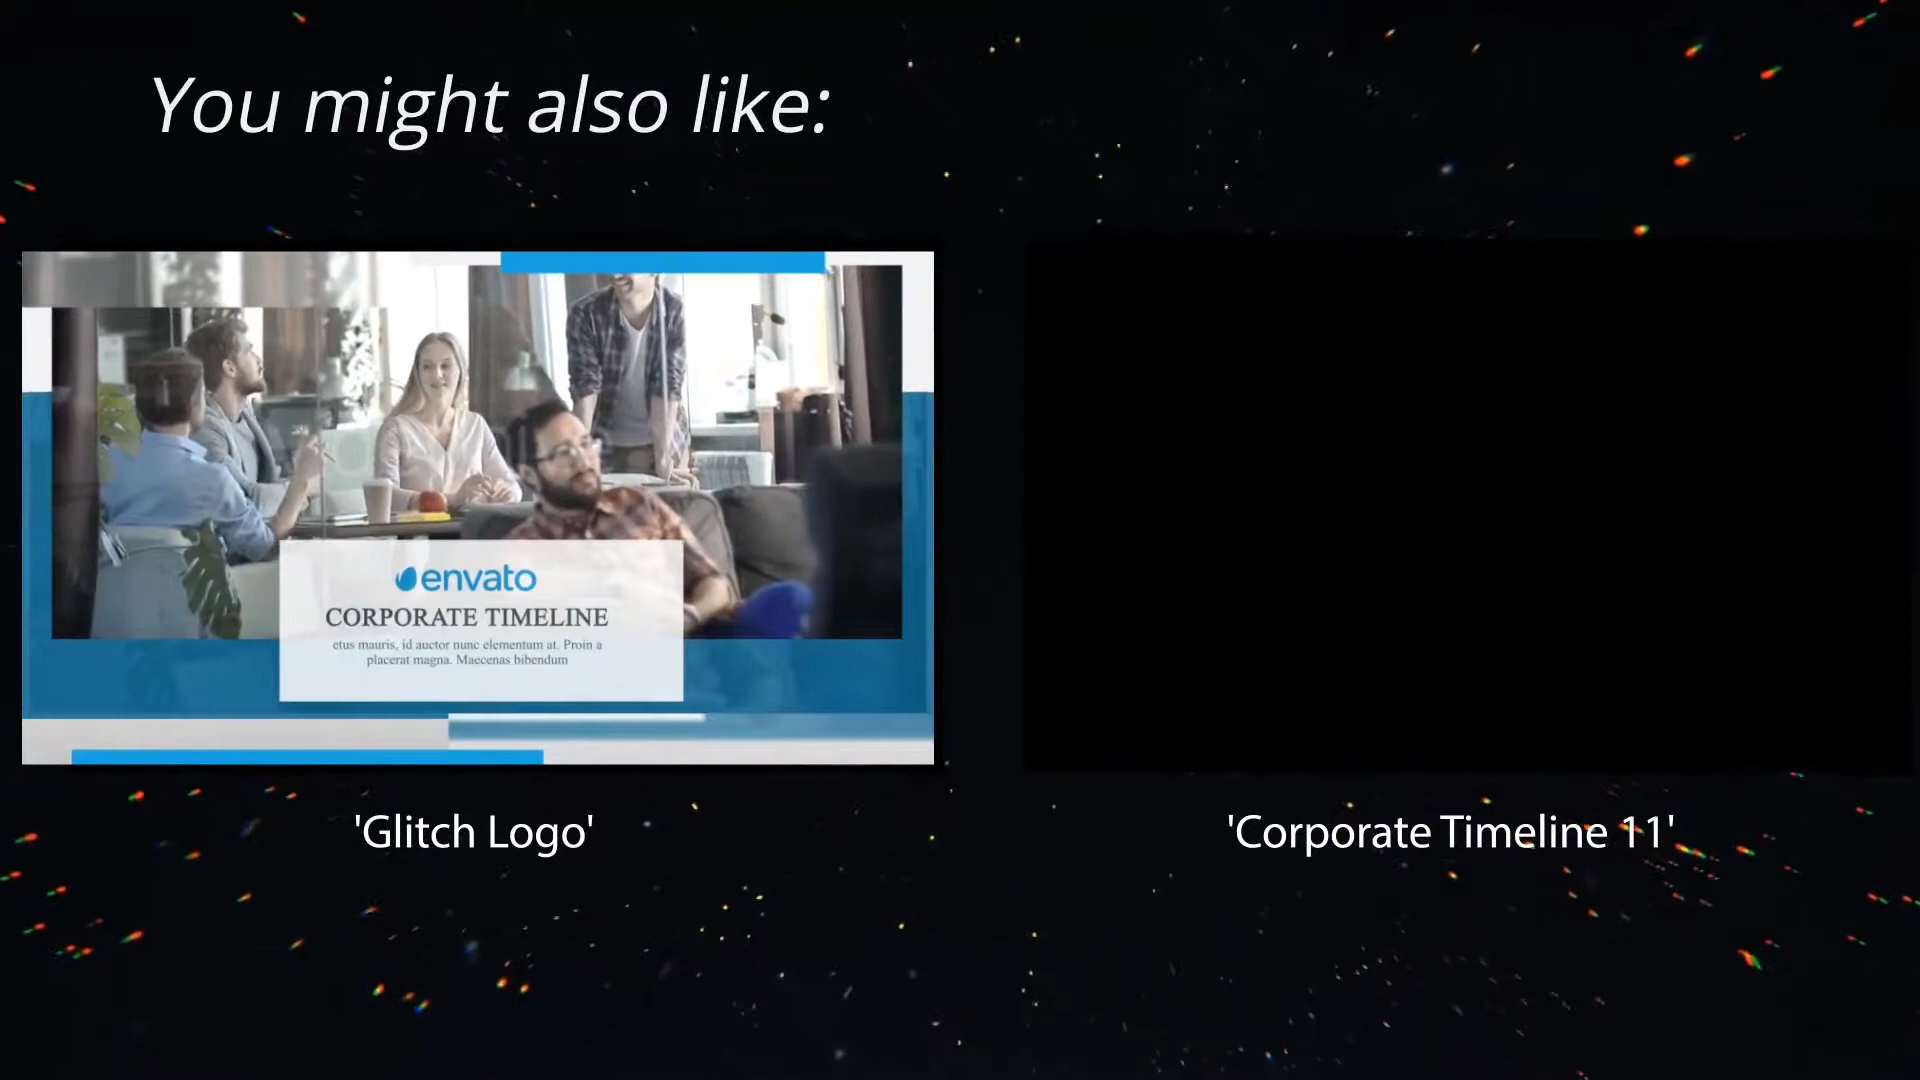 You might also like:
envato
CORPORATE TIMELINE
etus mauris, id auctor nunc elementum at. Proin a
placerat magna. Maecenas bibendum
'Glitch Logo'
'Corporate Timeline 11'